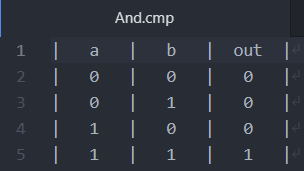 And.cmp
1 | a | b | out |
2 | 0 | 0 | 0 |
3 | 0 | 1 | 0 |
4 | 1 | 0 | 0 |
5 | 1 | 1 | 1 |